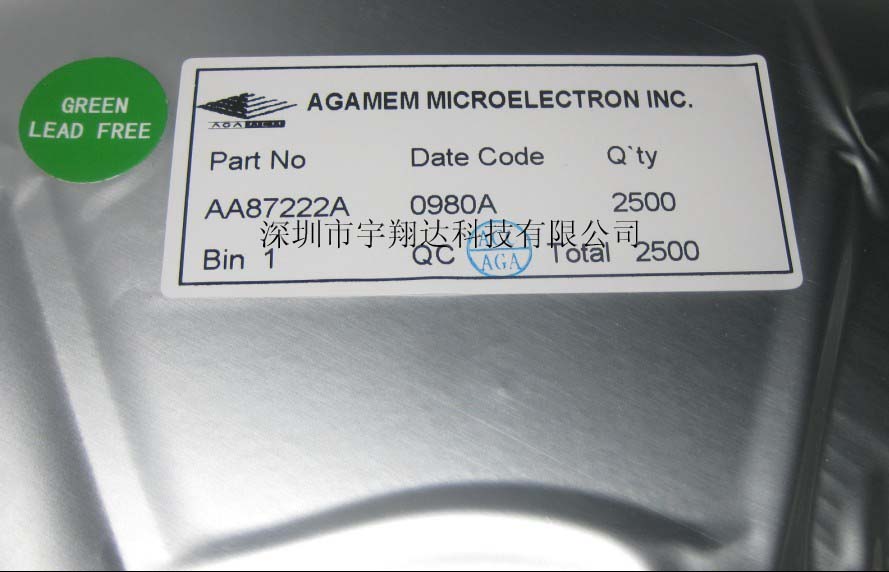 GREEN
LEAD FREE
AGAMEM MICROELECTRON INC.
AGAMEM
Part No Date Code Q`ty
AA87222A 0980A 2500
深圳市宇翔达科技有限公司
Bin 1 QC AGA Total 2500